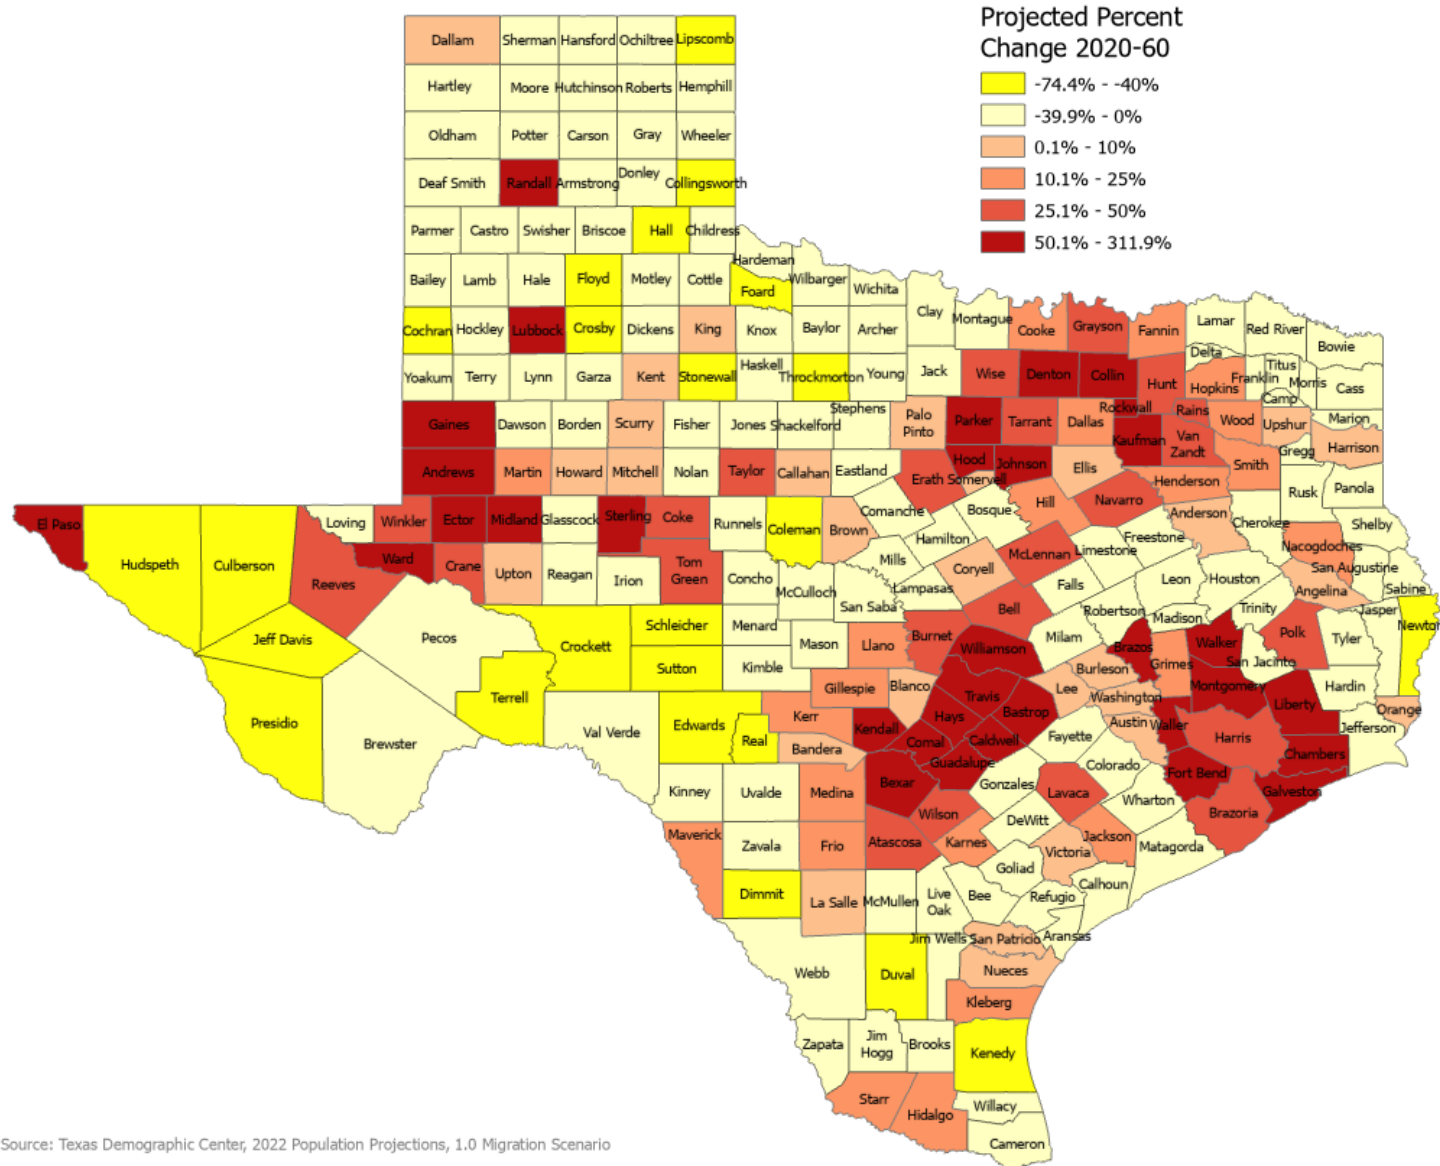 Projected Percent
Change 2020-60
-74.4% - -40%
-39.9% - 0%
0.1% - 10%
10.1% - 25%
25.1% - 50%
50.1% - 311.9%
Dallam Sherman Hansford Ochiltree Lipscomb
Hartley Moore Hutchinson Roberts Hemphill
Oldham Potter Carson Gray Wheeler
Deaf Smith Randall Armstrong Donley Collingsworth
Parmer Castro Swisher Briscoe Hall Childress
Hardeman
Bailey Lamb Hale Floyd Motley Cottle Foard Wilbarger Wichita
Cochran Hockley Lubbock Crosby Dickens King Knox Baylor Archer Clay Montague Cooke Grayson Fannin Lamar Red River Bowie
Delta Titus
Yoakum Terry Lynn Garza Kent Stonewall Haskell Throckmorton Young Jack Wise Denton Collin Hunt Hopkins Franklin Morris Cass
Camp
Gaines Dawson Borden Scurry Fisher Jones Shackelford Stephens Palo
Pinto Parker Tarrant Dallas Rockwall Rains Wood Upshur Marion
Kaufman Van
Zandt Gregg Harrison
Andrews Martin Howard Mitchell Nolan Taylor Callahan Eastland Erath Hood Somervell Johnson Ellis Henderson Smith Rusk Panola
El Paso Hudspeth Culberson Loving Winkler Ector Midland Glasscock Sterling Coke Runnels Coleman Brown Comanche Hamilton Bosque Hill Navarro Anderson Cherokee Shelby
Reeves Ward Crane Upton Reagan Irion Tom
Green Concho McCulloch Mills San Saba Lampasas Coryell McLennan Limestone Freestone Falls Leon Houston Nacogdoches San Augustine Angelina Sabine
Jeff Davis Pecos Crockett Schleicher Menard Mason Llano Burnet Bell Williamson Milam Robertson Madison Brazos Walker Trinity Polk Tyler Jasper Newton
Presidio Brewster Terrell Sutton Kimble Gillespie Blanco Travis Bastrop Lee Burleson Washington Grimes San Jacinto Montgomery Liberty Hardin Orange
Val Verde Edwards Real Kerr Bandera Kendall Hays Comal Caldwell Guadalupe Fayette Austin Waller Harris Chambers Jefferson
Kinney Uvalde Medina Bexar Wilson Gonzales Lavaca Colorado Wharton Fort Bend Brazoria Galveston
Maverick Zavala Frio Atascosa Karnes DeWitt Victoria Jackson Matagorda
Dimmit La Salle McMullen Live
Oak Bee Goliad Refugio Calhoun
Webb Duval Jim Wells San Patricio Aransas
Nueces
Kleberg
Zapata Jim
Hogg Brooks Kenedy
Starr Hidalgo Willacy
Cameron
Source: Texas Demographic Center, 2022 Population Projections, 1.0 Migration Scenario